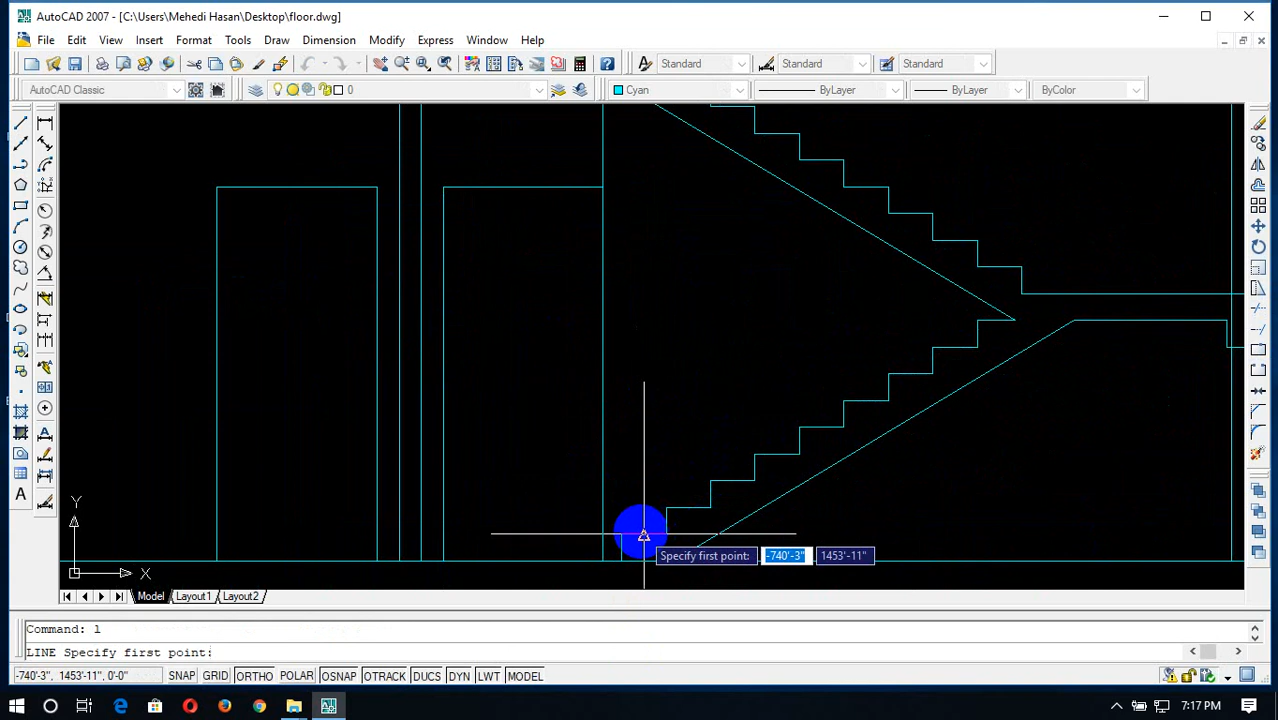 AutoCAD 2007 - [C:\Users\Mehedi Hasan\Desktop\floor.dwg]
File Edit View Insert Format Tools Draw Dimension Modify Express Window Help
Standard Standard Standard
AutoCAD Classic 0 Cyan ByLayer ByLayer ByColor
Specify first point: -740'-3" 1453'-11"
Y
X
Model Layout1 Layout2
Command: l
LINE Specify first point:
-740'-3", 1453'-11", 0'-0" SNAP GRID ORTHO POLAR OSNAP OTRACK DUCS DYN LWT MODEL
7:17 PM